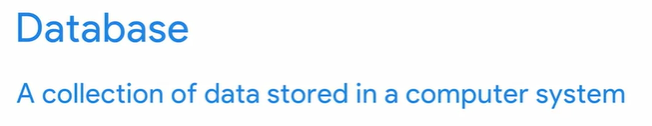 Database
A collection of data stored in a computer system